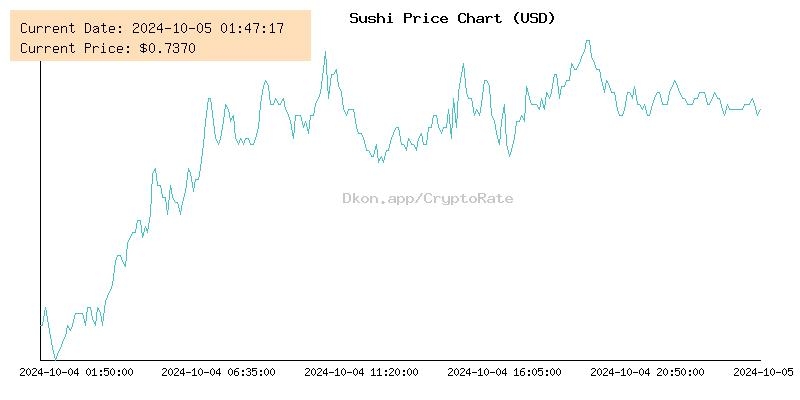 Sushi Price Chart (USD)
Current Date: 2024-10-05 01:47:17
Current Price: $0.7370
Dkon.app/CryptoRate
2024-10-04 01:50:00 2024-10-04 06:35:00 2024-10-04 11:20:00 2024-10-04 16:05:00 2024-10-04 20:50:00 2024-10-05